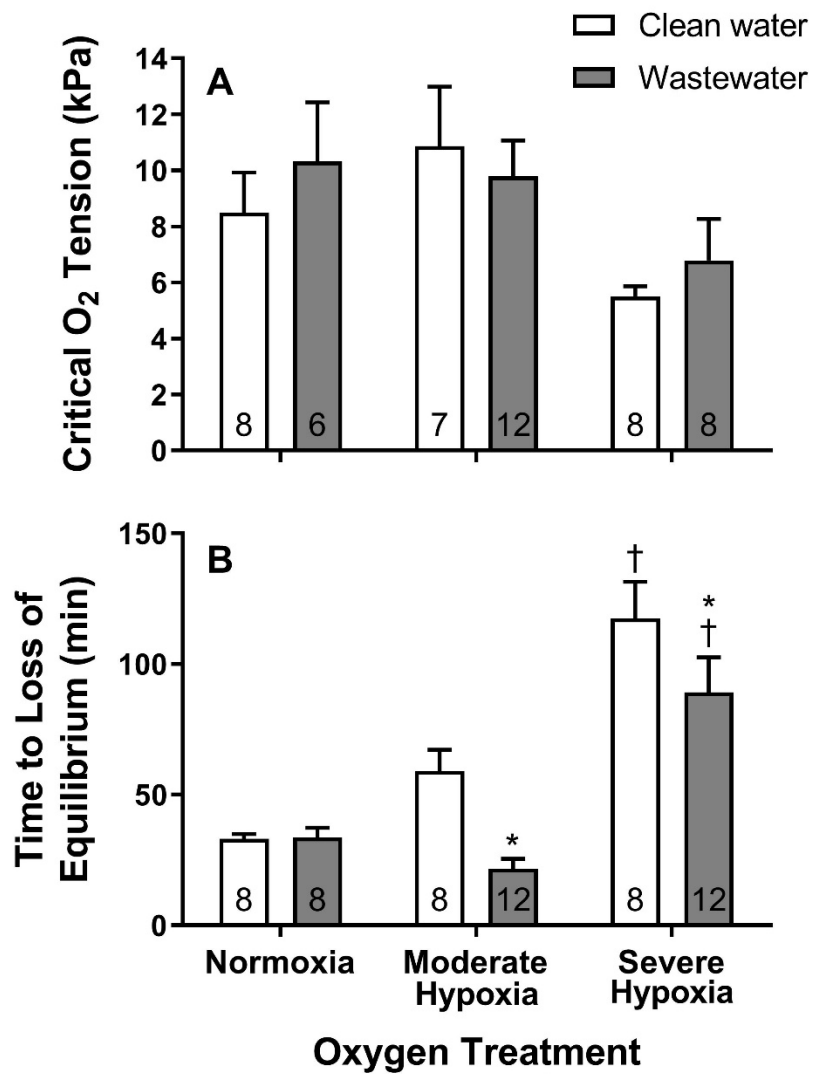 Clean water
Wastewater
A
Critical O₂ Tension (kPa)
14
12
10
8
6
4
2
0
8
6
7
12
8
8
B
Time to Loss of
Equilibrium (min)
150
100
50
0
†
*
†
*
8
8
8
12
8
12
Normoxia
Moderate
Hypoxia
Severe
Hypoxia
Oxygen Treatment